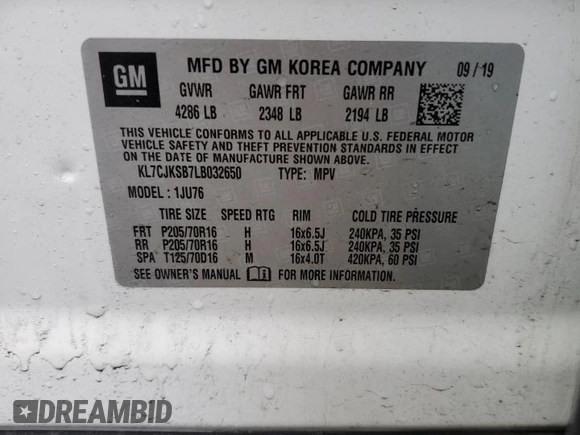 GM
MFD BY GM KOREA COMPANY 09/19
GVWR GAWR FRT GAWR RR
4286 LB 2348 LB 2194 LB
THIS VEHICLE CONFORMS TO ALL APPLICABLE U.S. FEDERAL MOTOR
VEHICLE SAFETY AND THEFT PREVENTION STANDARDS IN
EFFECT ON THE DATE OF MANUFACTURE SHOWN ABOVE.
KL7CJKSB7LB032650 TYPE: MPV
MODEL: 1JU76
TIRE SIZE SPEED RTG RIM COLD TIRE PRESSURE
FRT P205/70R16 H 16x6.5J 240KPA, 35 PSI
RR P205/70R16 H 16x6.5J 240KPA, 35 PSI
SPA T125/70D16 M 16x4.0T 420KPA, 60 PSI
SEE OWNER'S MANUAL FOR MORE INFORMATION.
DREAMBID